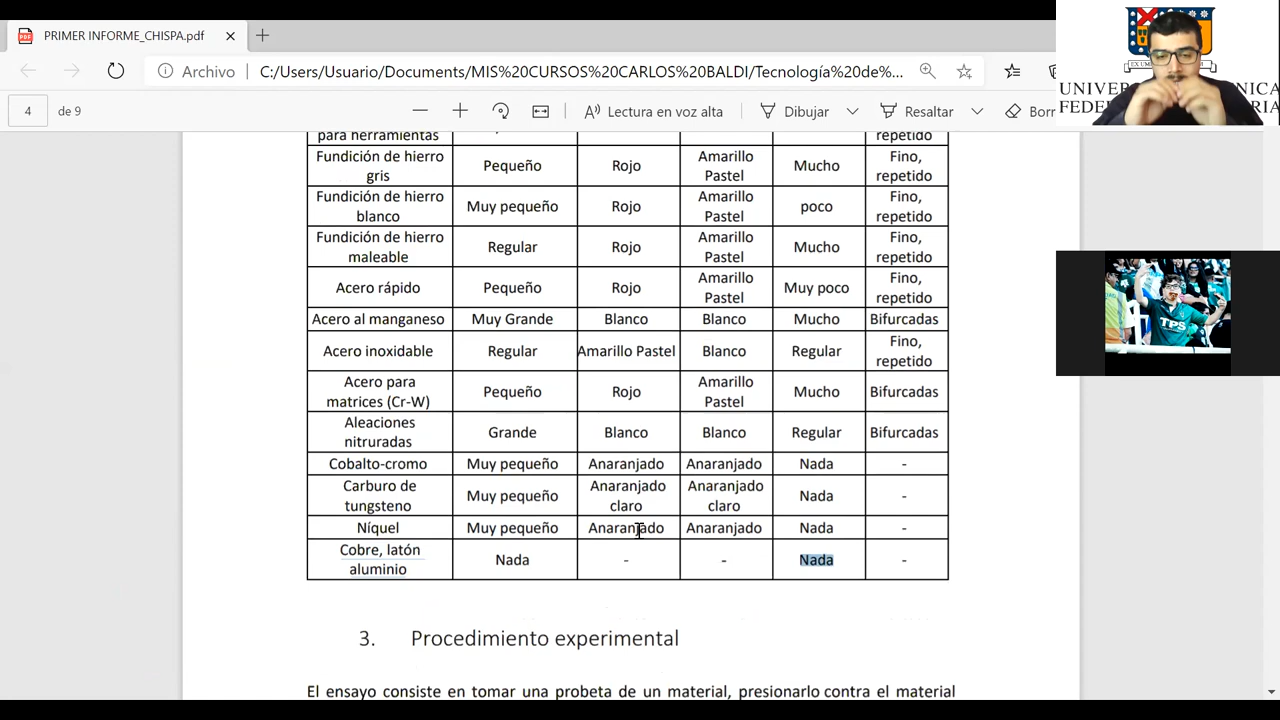 PRIMER INFORME_CHISPA.pdf
Archivo
C:/Users/Usuario/Documents/MIS%20CURSOS%20CARLOS%20BALDI/Tecnología%20de%...
4 de 9
Lectura en voz alta
Dibujar
Resaltar
Borr
UNIVER
NICA
FEDER
ARIA
para herramientas
repetido
Fundición de hierro gris Pequeño Rojo Amarillo Pastel Mucho Fino, repetido
Fundición de hierro blanco Muy pequeño Rojo Amarillo Pastel poco Fino, repetido
Fundición de hierro maleable Regular Rojo Amarillo Pastel Mucho Fino, repetido
Acero rápido Pequeño Rojo Amarillo Pastel Muy poco Fino, repetido
Acero al manganeso Muy Grande Blanco Blanco Mucho Bifurcadas
Acero inoxidable Regular Amarillo Pastel Blanco Regular Fino, repetido
Acero para matrices (Cr-W) Pequeño Rojo Amarillo Pastel Mucho Bifurcadas
Aleaciones nitruradas Grande Blanco Blanco Regular Bifurcadas
Cobalto-cromo Muy pequeño Anaranjado Anaranjado Nada -
Carburo de tungsteno Muy pequeño Anaranjado claro Anaranjado claro Nada -
Níquel Muy pequeño Anaranjado Anaranjado Nada -
Cobre, latón aluminio Nada - - Nada -
TPS
3. Procedimiento experimental
El ensayo consiste en tomar una probeta de un material, presionarlo contra el material